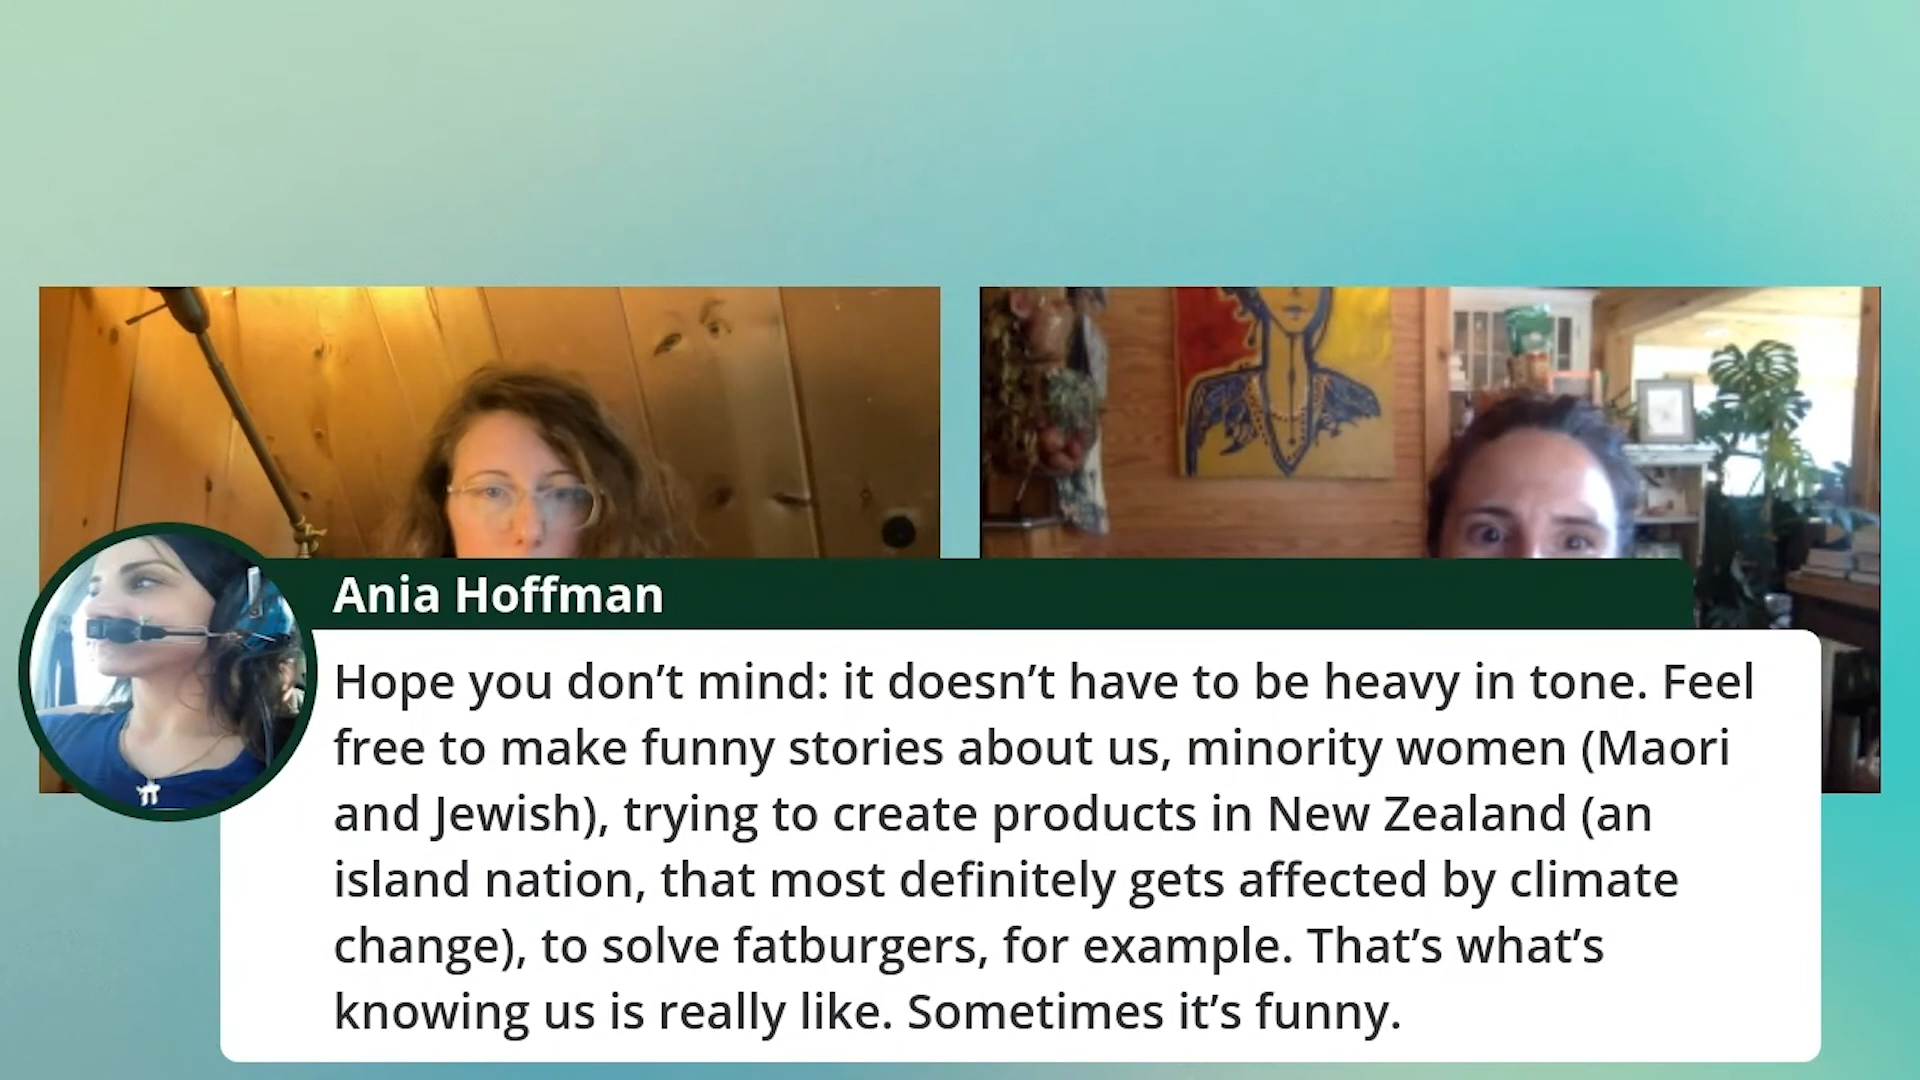 Ania Hoffman
Hope you don’t mind: it doesn’t have to be heavy in tone. Feel
free to make funny stories about us, minority women (Maori
and Jewish), trying to create products in New Zealand (an
island nation, that most definitely gets affected by climate
change), to solve fatburgers, for example. That’s what’s
knowing us is really like. Sometimes it’s funny.